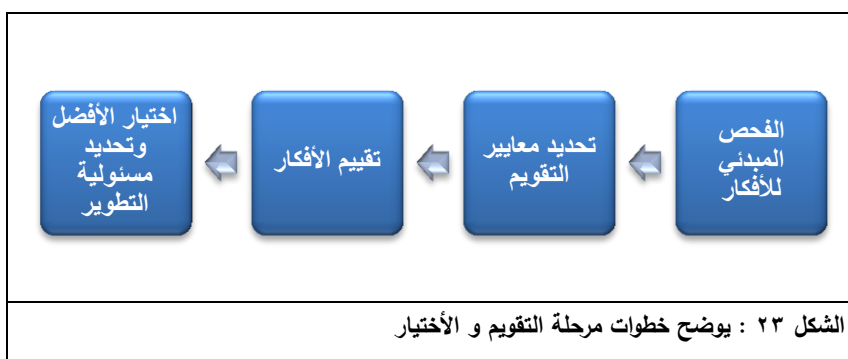 الفحص
المبدئي
للأفكار
تحديد معايير
التقويم
تقييم الأفكار
اختيار الأفضل
وتحديد
مسئولية
التطوير
الشكل ٢٣ : يوضح خطوات مرحلة التقويم و الأختيار